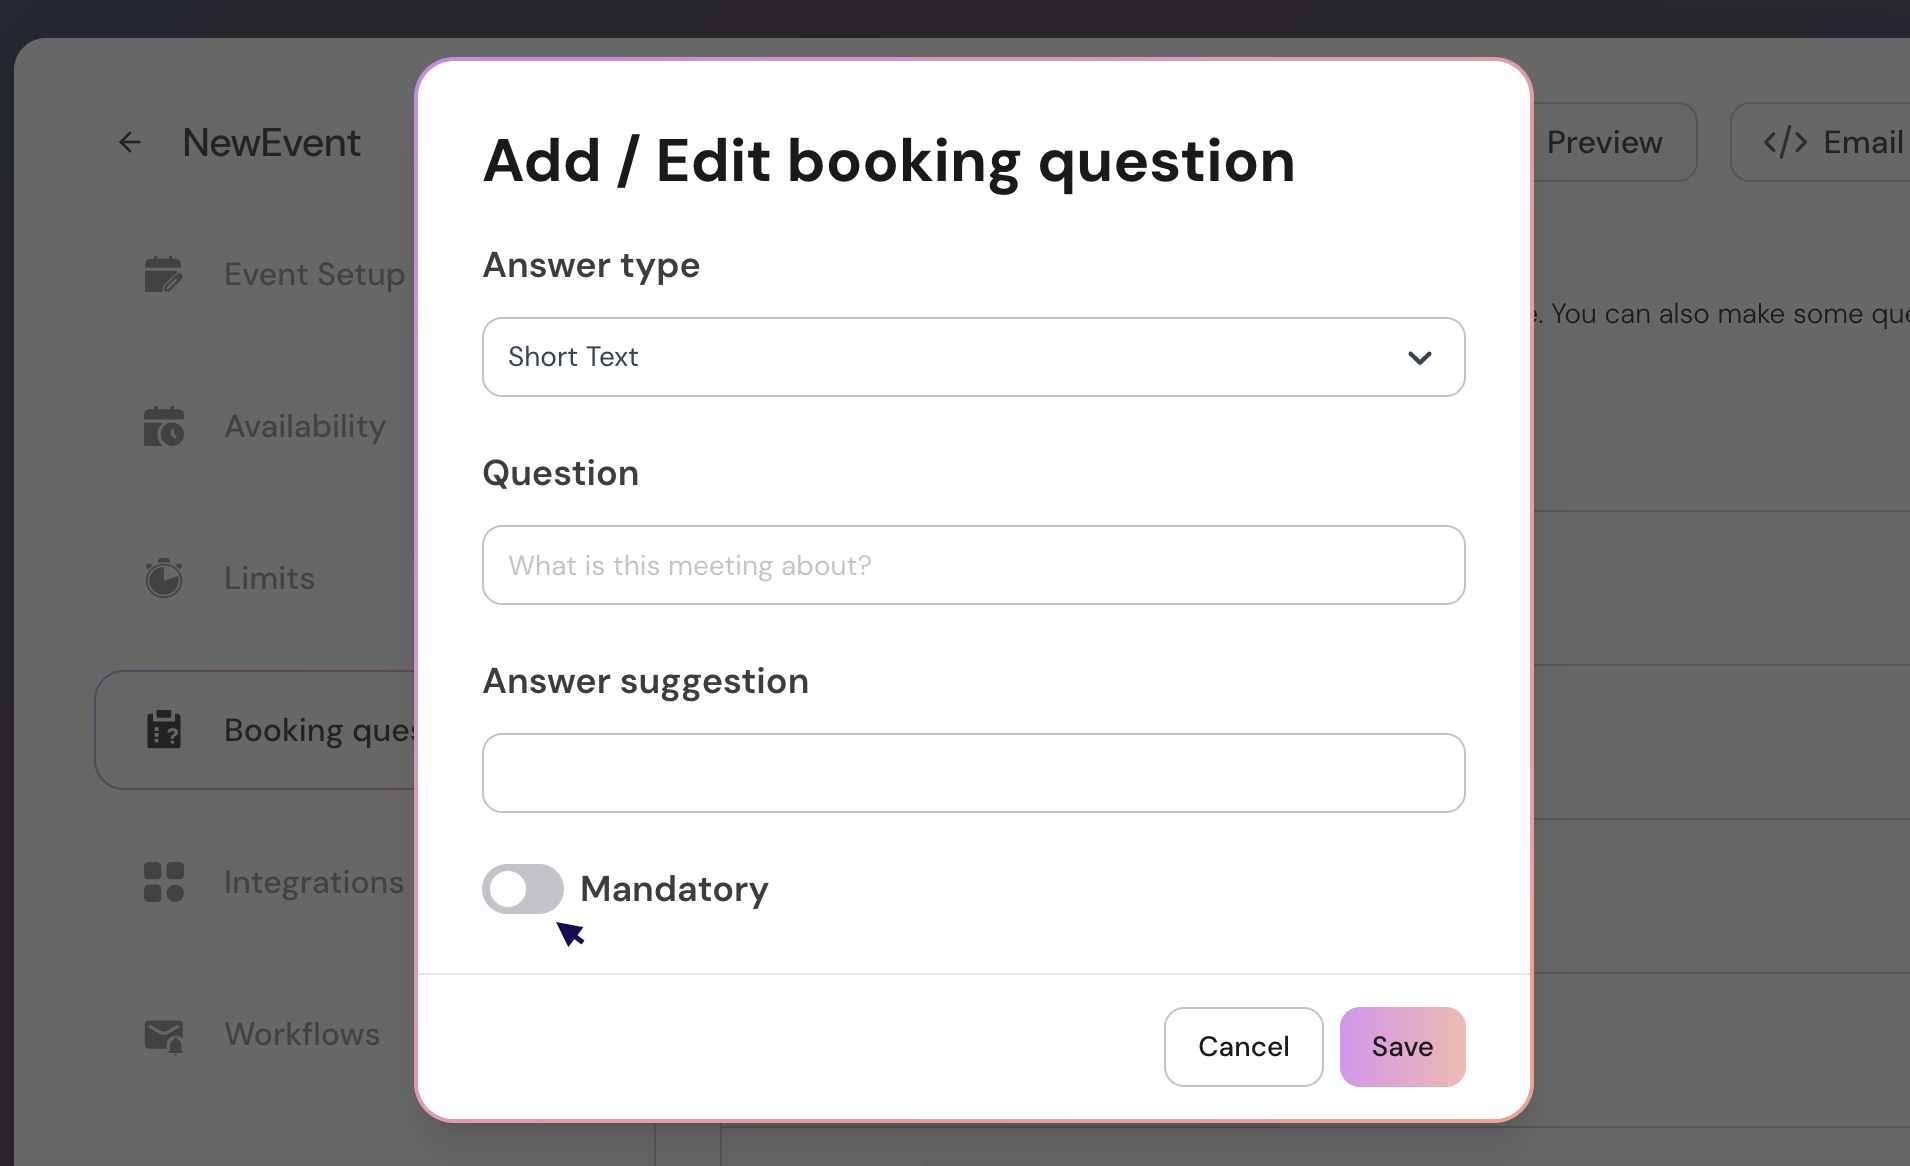 NewEvent
Preview
</> Email
Event Setup
Availability
Limits
Booking ques
Integrations
Workflows
e. You can also make some que
Add / Edit booking question
Answer type
Short Text
Question
What is this meeting about?
Answer suggestion
Mandatory
Cancel
Save